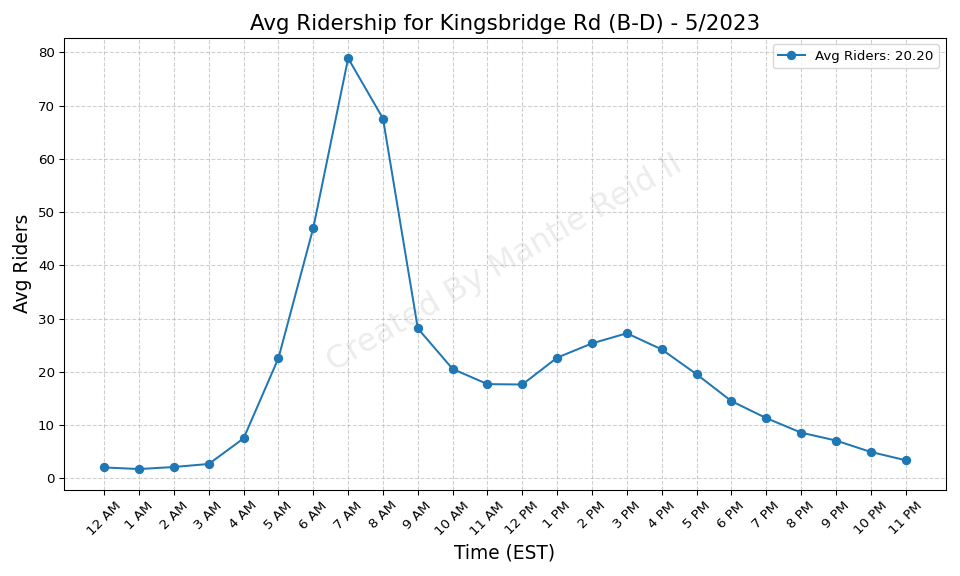 Avg Ridership for Kingsbridge Rd (B-D) - 5/2023
Avg Riders: 20.20
Avg Riders
80
70
60
50
40
30
20
10
0
Created By Mantie Reid II
12 AM
1 AM
2 AM
3 AM
4 AM
5 AM
6 AM
7 AM
8 AM
9 AM
10 AM
11 AM
12 PM
1 PM
2 PM
3 PM
4 PM
5 PM
6 PM
7 PM
8 PM
9 PM
10 PM
11 PM
Time (EST)